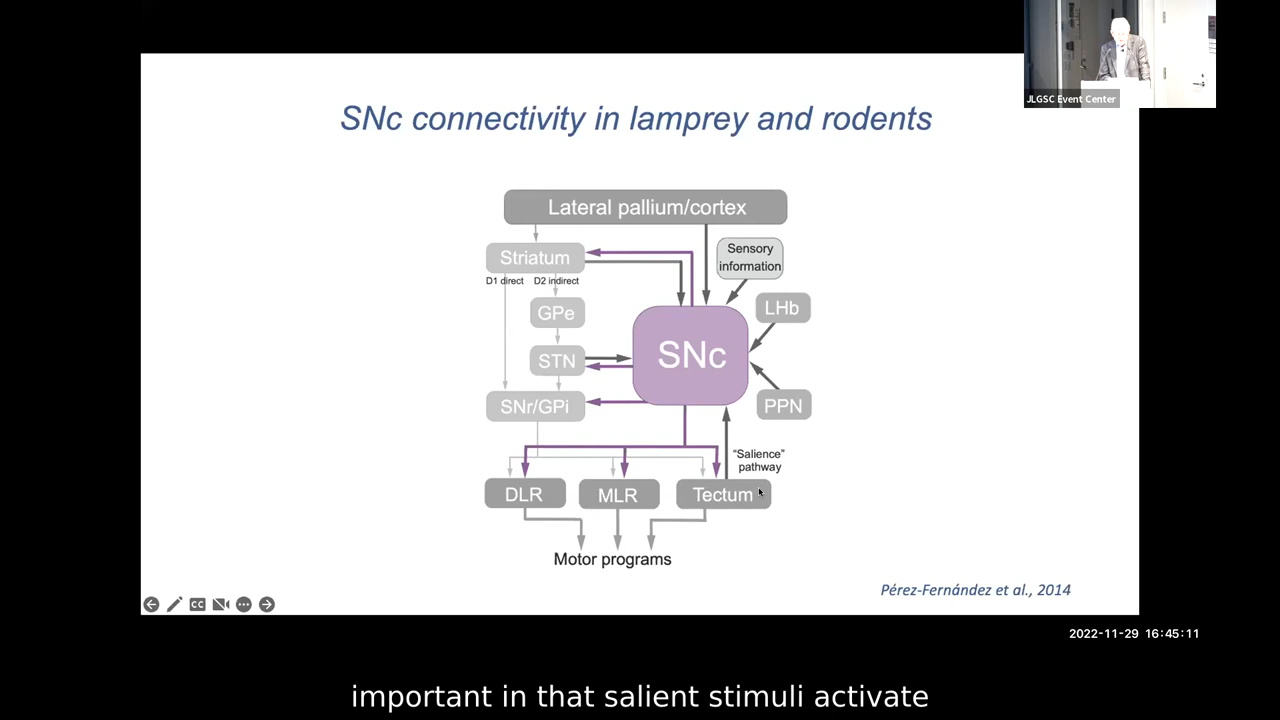 JLGSC Event Center
SNc connectivity in lamprey and rodents
Lateral pallium/cortex
Striatum
Sensory
information
D1 direct
D2 indirect
GPe
LHb
SNc
STN
SNr/GPi
PPN
"Salience"
pathway
DLR
MLR
Tectum
Motor programs
Pérez-Fernández et al., 2014
CC
2022-11-29 16:45:11
important in that salient stimuli activate